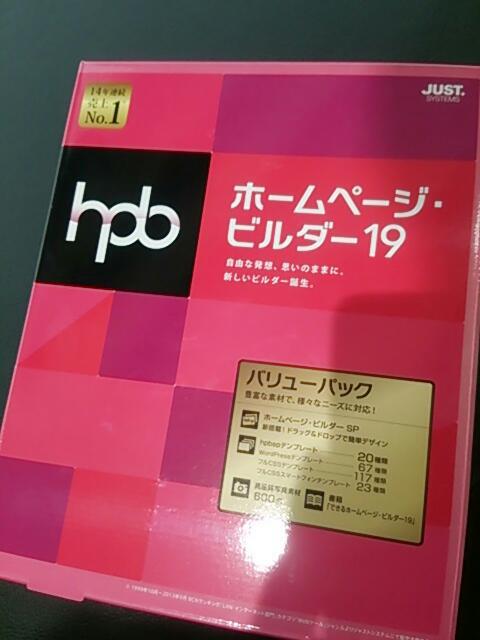 14年連続
売上
No.1
JUST.
SYSTEMS
hpb
ホームページ・
ビルダー19
自由な発想、思いのままに。
新しいビルダー誕生。
バリューパック
豊富な素材で、様々なニーズに対応!
ホームページ・ビルダー SP
新搭載!ドラッグ&ドロップで簡単デザイン
hpbspテンプレート 20種類
WordPressテンプレート 67種類
フルCSSテンプレート 117種類
フルCSSスマートフォンテンプレート 23種類
高品質写真素材
600
書籍
「できるホームページ・ビルダー19」